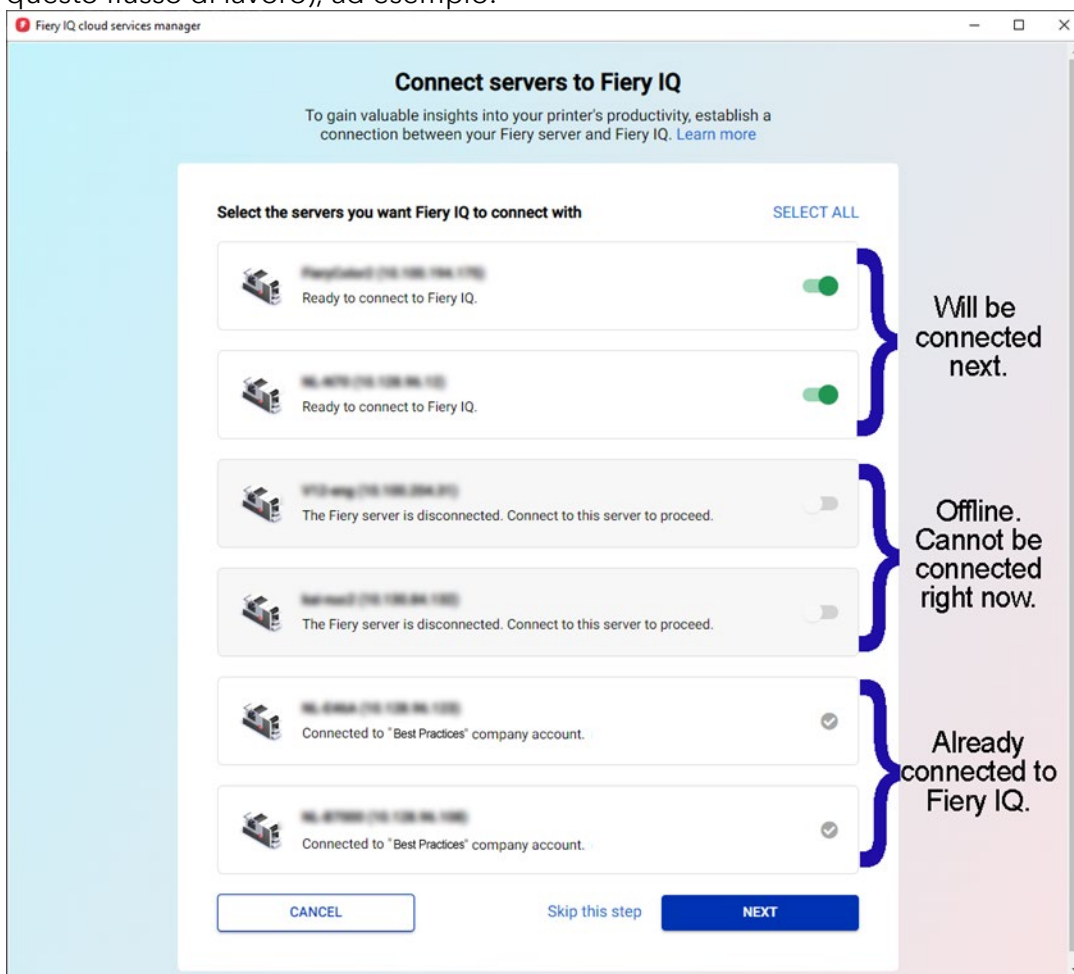 questo flusso di lavoro), ad esempio:
Fiery IQ cloud services manager
Connect servers to Fiery IQ
To gain valuable insights into your printer's productivity, establish a
connection between your Fiery server and Fiery IQ. Learn more
Select the servers you want Fiery IQ to connect with
SELECT ALL
Ready to connect to Fiery IQ.
Ready to connect to Fiery IQ.
Will be
connected
next.
The Fiery server is disconnected. Connect to this server to proceed.
The Fiery server is disconnected. Connect to this server to proceed.
Offline.
Cannot be
connected
right now.
Connected to "Best Practices" company account.
Connected to "Best Practices" company account.
Already
connected to
Fiery IQ.
CANCEL
Skip this step
NEXT